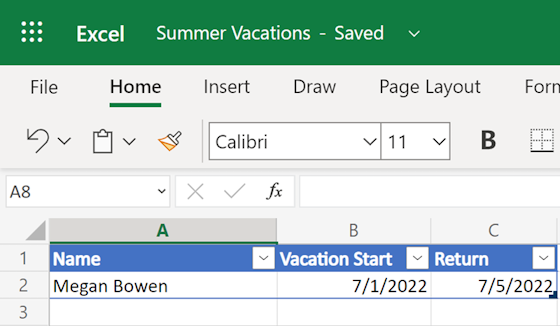 Excel Summer Vacations - Saved
File Home Insert Draw Page Layout Forn
Calibri 11 B
A8 fx
A B C
1 Name Vacation Start Return
2 Megan Bowen 7/1/2022 7/5/2022
3